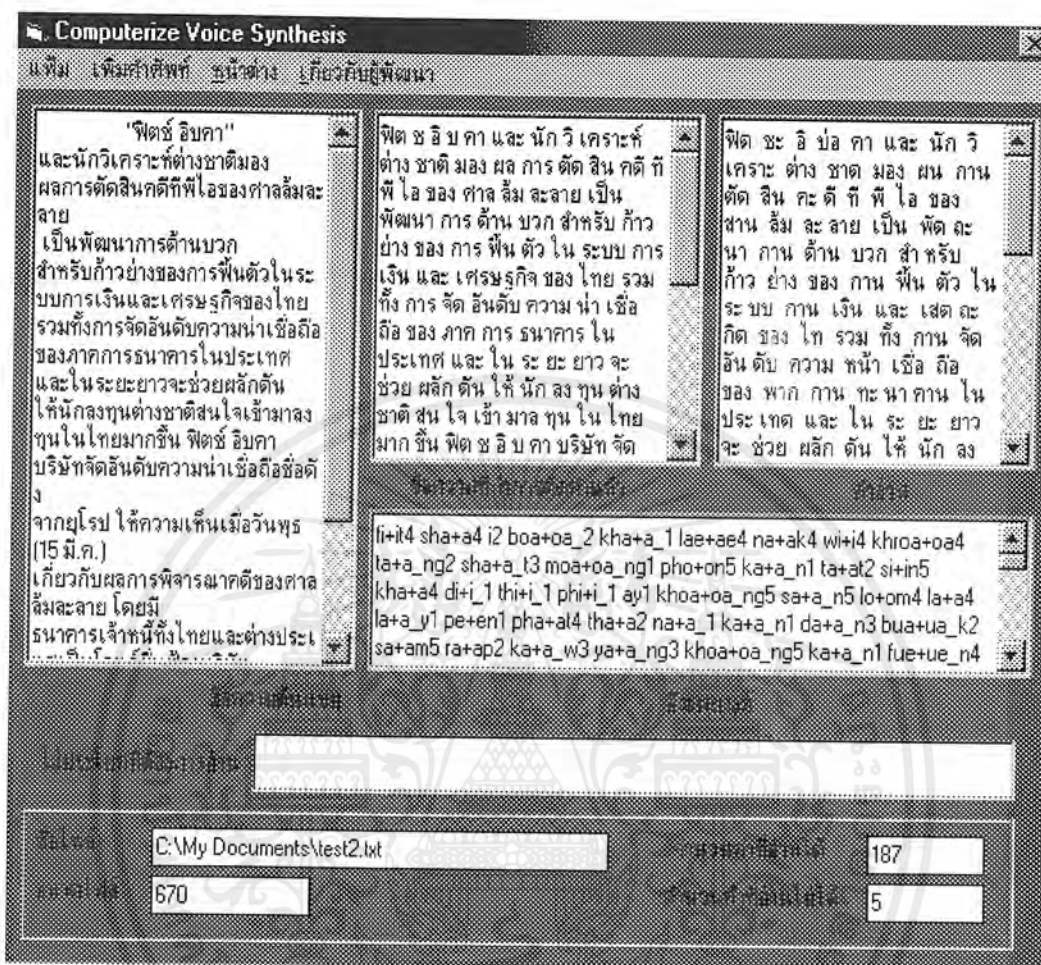 Computerize Voice Synthesis
แฟ้ม เพิ่มคำศัพท์ หน้าต่าง เกี่ยวกับผู้พัฒนา
"ฟิตช์ อิบคา"
และนักวิเคราะห์ต่างชาติมอง
ผลการตัดสินคดีทีพีไอของศาลล้มละ
ลาย
เป็นพัฒนาการด้านบวก
สำหรับก้าวย่างของการฟื้นตัวในระ
บบการเงินและเศรษฐกิจของไทย
รวมทั้งการจัดอันดับความน่าเชื่อถือ
ของภาคการธนาคารในประเทศ
และในระยะยาวจะช่วยผลักดัน
ให้นักลงทุนต่างชาติสนใจเข้ามาลง
ทุนในไทยมากขึ้น ฟิตช์ อิบคา
บริษัทจัดอันดับความน่าเชื่อถือชื่อดั
ง
จากยุโรป ให้ความเห็นเมื่อวันพุธ
(15 มี.ค.)
เกี่ยวกับผลการพิจารณาคดีของศาล
ล้มละลาย โดยมี
ธนาคารเจ้าหนี้ทั้งไทยและต่างประเ
ฟิต ช อิ บ คา และ นัก วิ เคราะห์
ต่าง ชาติ มอง ผล การ ตัด สิน คดี ที
พี ไอ ของ ศาล ล้ม ละลาย เป็น
พัฒนา การ ด้าน บวก สำหรับ ก้าว
ย่าง ของ การ ฟื้น ตัว ใน ระบบ การ
เงิน และ เศรษฐกิจ ของ ไทย รวม
ทั้ง การ จัด อันดับ ความ น่า เชื่อ
ถือ ของ ภาค การ ธนาคาร ใน
ประเทศ และ ใน ระ ยะ ยาว จะ
ช่วย ผลัก ดัน ให้ นัก ลง ทุน ต่าง
ชาติ สน ใจ เข้า มาล ทุน ใน ไทย
มาก ขึ้น ฟิต ช อิ บ คา บริษัท จัด
ฟิด ชะ อิ บ่อ คา และ นัก วิ
เคราะ ต่าง ชาด มอง ผน กาน
ตัด สิน คะ ดี ที พี ไอ ของ
สาน ล้ม ละ ลาย เป็น พัด ละ
นา กาน ด้าน บวก สำ หรับ
ก้าว ย่าง ของ กาน ฟื้น ตัว ใน
ระ บบ กาน เงิน และ เสด ถะ
กิด ของ ไท รวม ทั้ง กาน จัด
อัน ดับ ความ หน้า เชื่อ ถือ
ของ พาก กาน ทะ นา คาน ใน
ประ เทด และ ใน ระ ยะ ยาว
จะ ช่วย ผลัก ดัน ไห้ นัก ลง
ข้อความที่ทำการตัดคำแล้ว
คำอ่าน
fi+it4 sha+a4 i2 boa+oa_2 kha+a_1 lae+ae4 na+ak4 wi+i4 khroa+oa4
ta+a_ng2 sha+a_t3 moa+oa_ng1 pho+on5 ka+a_n1 ta+at2 si+in5
kha+a4 di+i_1 thi+i_1 phi+i_1 ay1 khoa+oa_ng5 sa+a_n5 lo+om4 la+a4
la+a_y1 pe+en1 pha+at4 tha+a2 na+a_1 ka+a_n1 da+a_n3 bua+ua_k2
sa+am5 ra+ap2 ka+a_w3 ya+a_ng3 khoa+oa_ng5 ka+a_n1 fue+ue_n4
ข้อความต้นแบบ
C:\My Documents\test2.txt
187
670
5